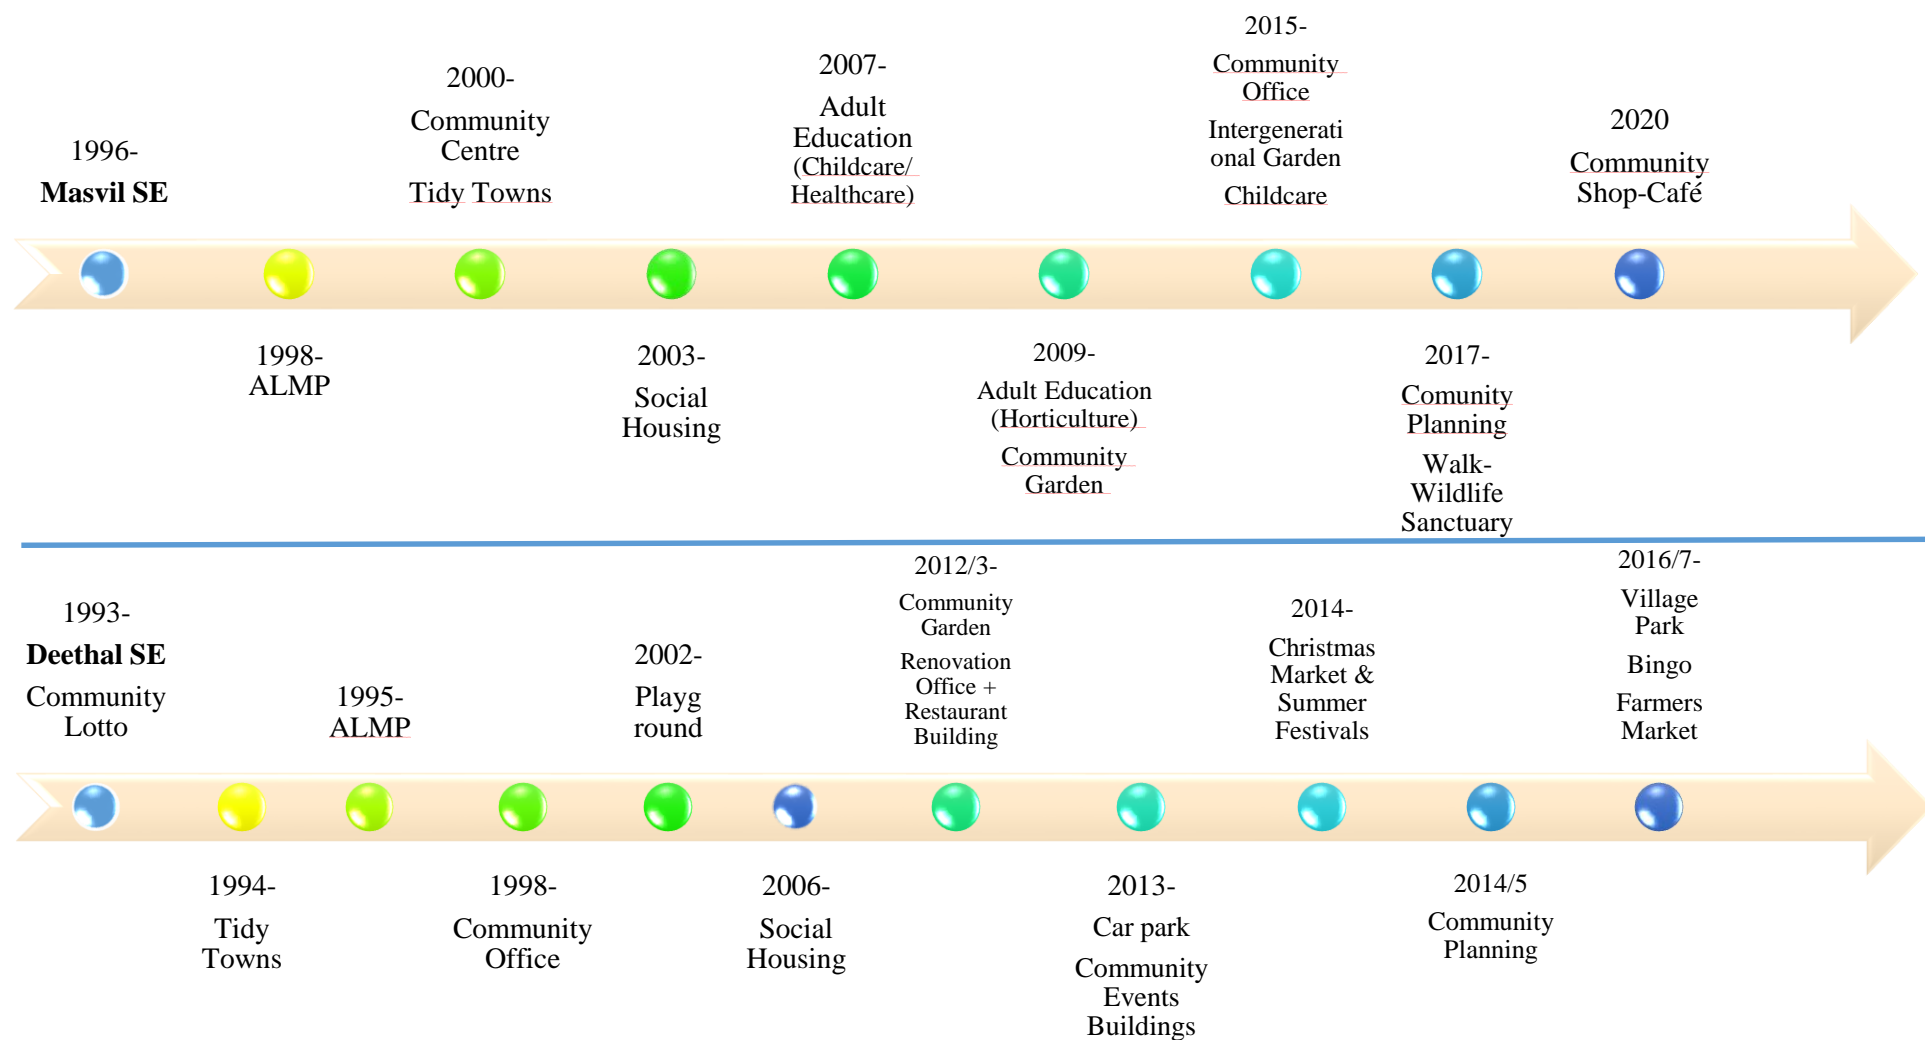 1996-
Masvil SE
1998-
ALMP
2000-
Community
Centre
Tidy Towns
2003-
Social
Housing
2007-
Adult
Education
(Childcare/
Healthcare)
2009-
Adult Education
(Horticulture)
Community
Garden
2015-
Community
Office
Intergenerati
onal Garden
Childcare
2017-
Comunity
Planning
Walk-
Wildlife
Sanctuary
2020
Community
Shop-Café
1993-
Deethal SE
Community
Lotto
1994-
Tidy
Towns
1995-
ALMP
1998-
Community
Office
2002-
Playg
round
2006-
Social
Housing
2012/3-
Community
Garden
Renovation
Office +
Restaurant
Building
2013-
Car park
Community
Events
Buildings
2014-
Christmas
Market &
Summer
Festivals
2014/5
Community
Planning
2016/7-
Village
Park
Bingo
Farmers
Market